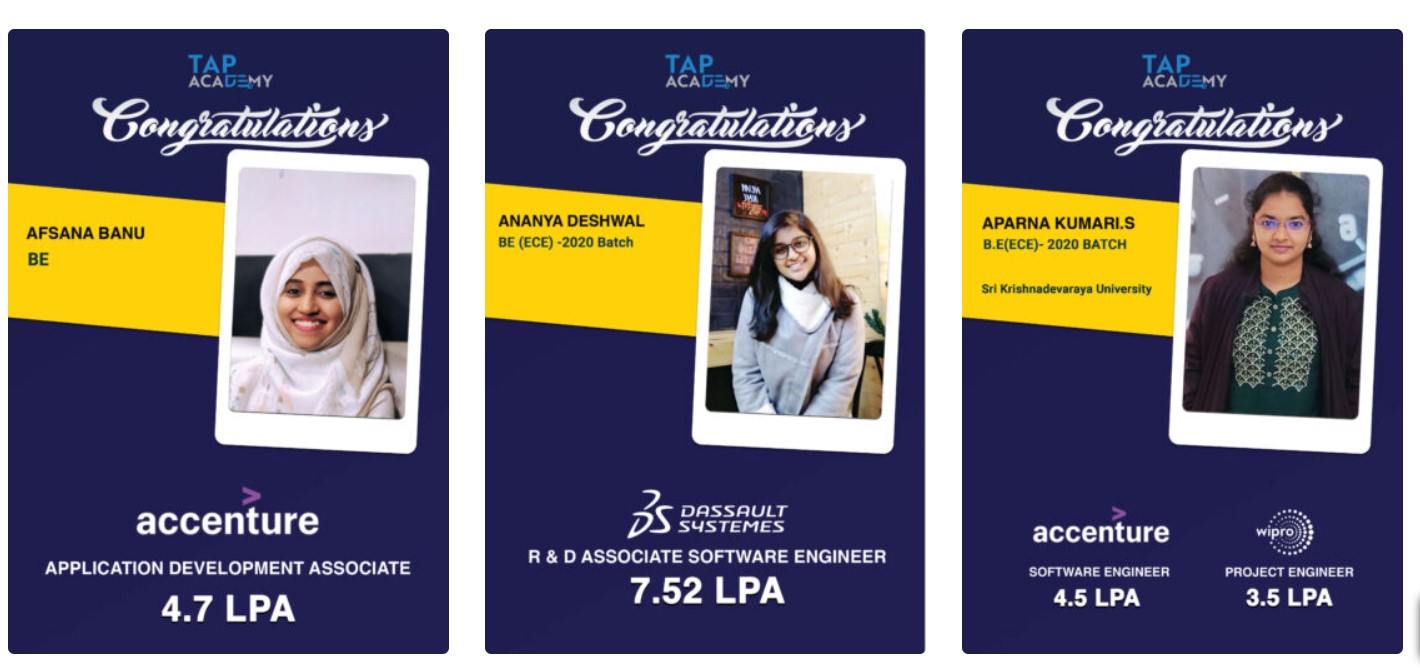 TAP
ACADEMY
Congratulations
AFSANA BANU
BE
accenture
APPLICATION DEVELOPMENT ASSOCIATE
4.7 LPA
TAP
ACADEMY
Congratulations
ANANYA DESHWAL
BE (ECE) -2020 Batch
DASSAULT
SYSTEMES
R & D ASSOCIATE SOFTWARE ENGINEER
7.52 LPA
TAP
ACADEMY
Congratulations
APARNA KUMARI.S
B.E(ECE)- 2020 BATCH
Sri Krishnadevaraya University
accenture
SOFTWARE ENGINEER
4.5 LPA
wipro
PROJECT ENGINEER
3.5 LPA